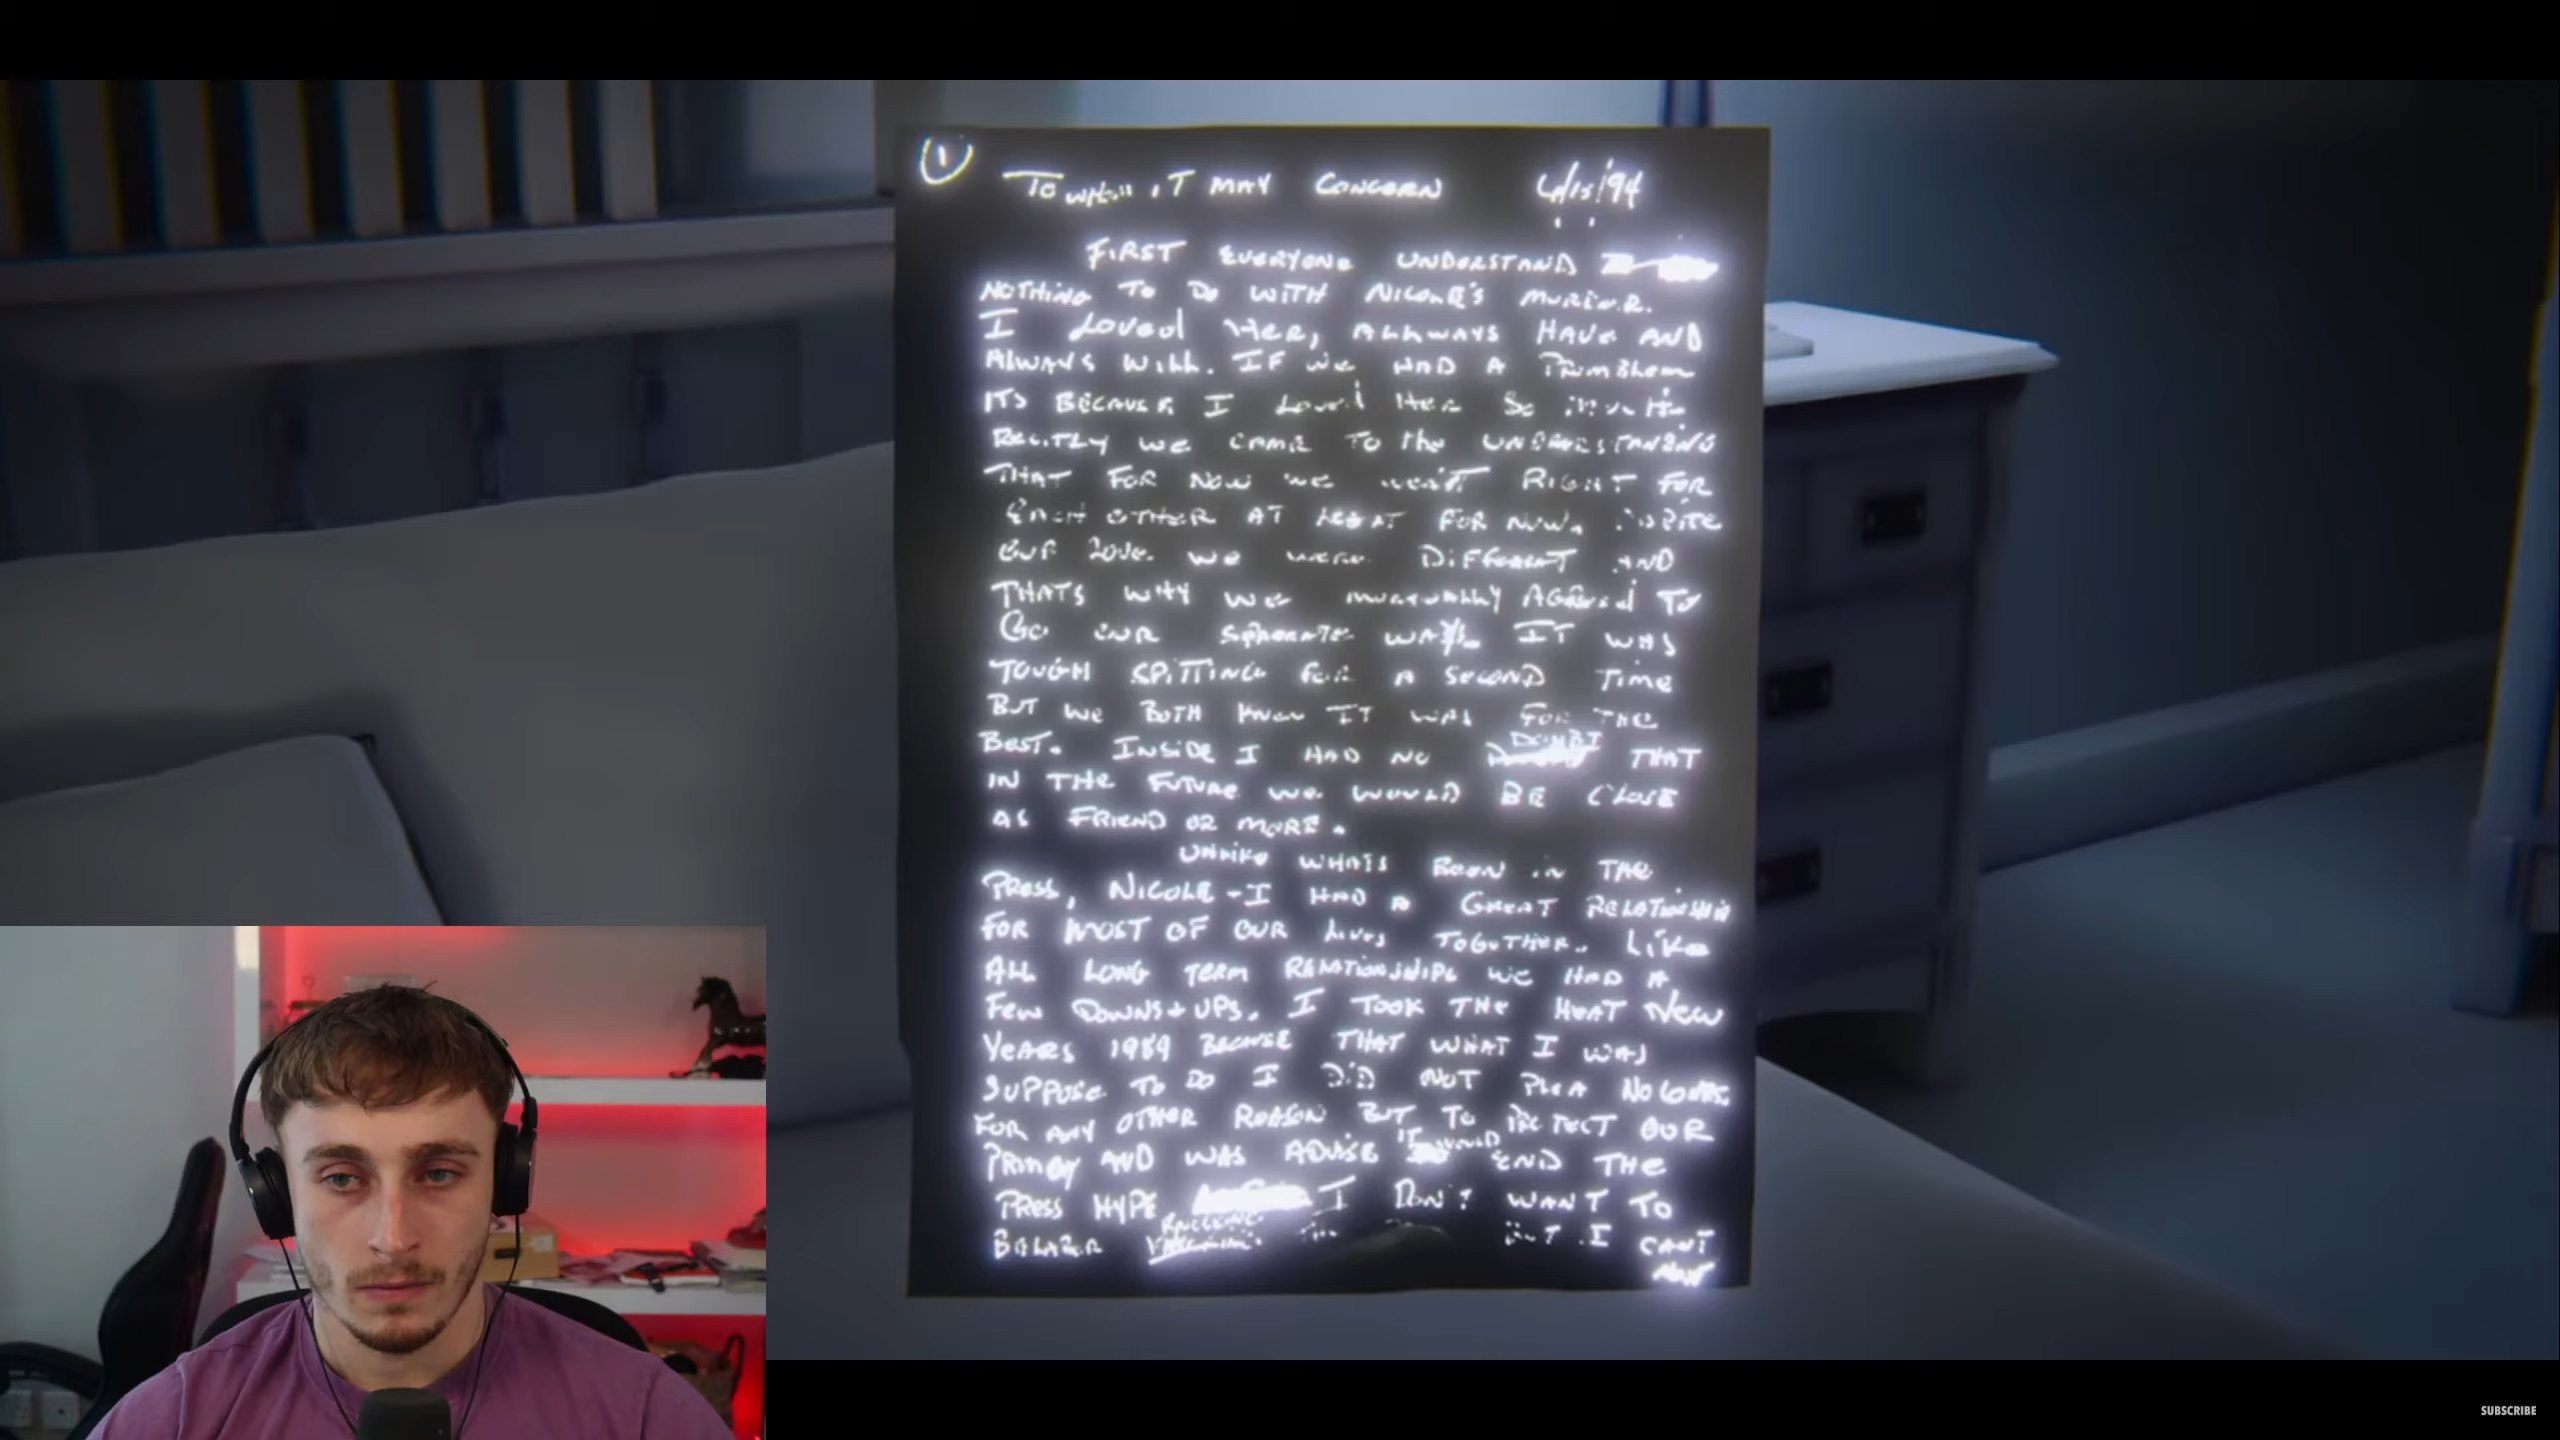 1
TO WHOM IT MAY CONCERN 6/15/94
FIRST EVERYONE UNDERSTAND
NOTHING TO DO WITH NICOLE'S MURDER.
I LOVED HER, ALLWAYS HAVE AND
ALWAYS WILL. IF WE HAD A PROMBLEM
ITS BECAUSE I LOVED HER SO MUCH.
RECITLY WE CAME TO THE UNDERSTANDING
THAT FOR NOW WE RIGHT FOR
EACH OTHER AT LEAST FOR NOW.
OUR LOVE WE WERE DIFFERENT AND
THATS WHY WE MUTUALLY AGREED TO
GO OUR SEPARATE WAYS. IT WAS
TOUGH SPITTING FOR A SECOND TIME
BUT WE BOTH KNEW IT WAS FOR THE
BEST. INSIDE I HAD NO DOUBT THAT
IN THE FUTURE WE WOULD BE CLOSE
AS FRIEND OR MORE.
UNLIKE WHATS BEEN IN THE
PRESS, NICOLE - I HAD A GREAT RELATIONSHIP
FOR MOST OF OUR LIVES TOGETHER. LIKE
ALL LONG TERM RELATIONSHIPS WE HAD A
FEW DOWNS + UPS. I TOOK THE HEAT NEW
YEARS 1989 BECAUSE THAT WHAT I WAS
SUPPOSE TO DO I DID NOT PLEA NO
FOR ANY OTHER REASON BUT TO PROTECT OUR
AND WAS ADVISE IT WOULD END THE
PRESS HYPE I DON'T WANT TO
BUT I CANT
SUBSCRIBE